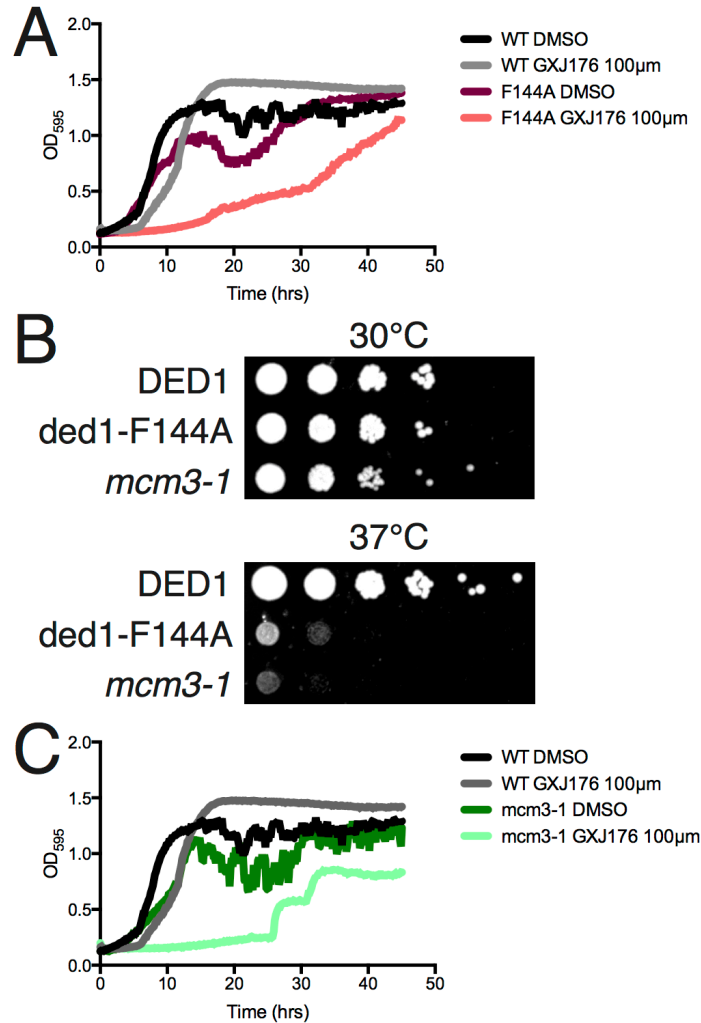 A
2.0
1.5
1.0
0.5
0.0
OD595
0 10 20 30 40 50
Time (hrs)
WT DMSO
WT GXJ176 100µm
F144A DMSO
F144A GXJ176 100µm
B
30°C
DED1
ded1-F144A
mcm3-1
37°C
DED1
ded1-F144A
mcm3-1
C
2.0
1.5
1.0
0.5
0.0
OD595
0 10 20 30 40 50
Time (hrs)
WT DMSO
WT GXJ176 100µm
mcm3-1 DMSO
mcm3-1 GXJ176 100µm